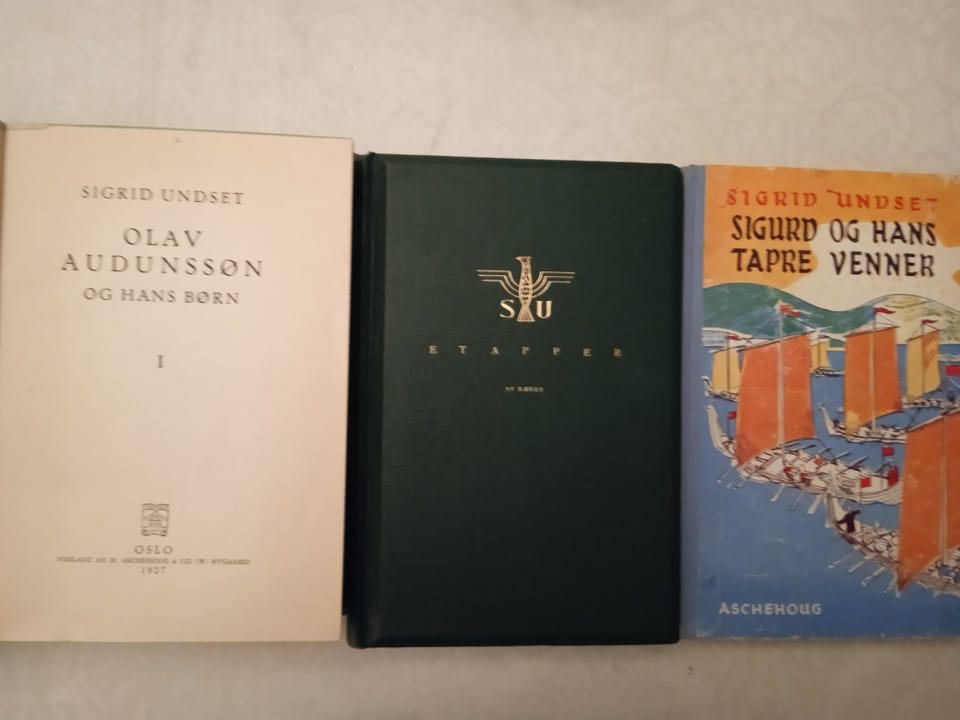 SIGRID UNDSET
OLAV
AUDUNSSØN
OG HANS BØRN
I
OSLO
FORLAGT AV H. ASCHEHOUG & CO. (W. NYGAARD)
1927
S U
ETAPPER
NY RÆKKE
SIGRID UNDSET
SIGURD OG HANS
TAPRE VENNER
ASCHEHOUG